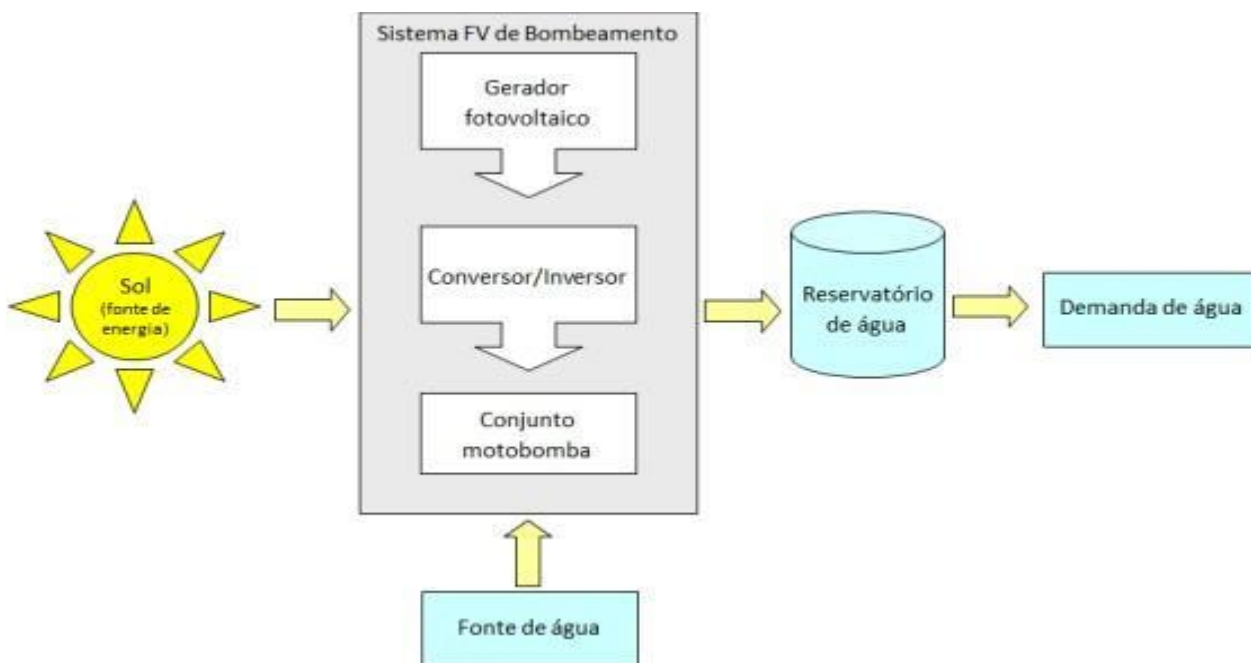 Sistema FV de Bombeamento
Gerador
fotovoltaico
Conversor/Inversor
Conjunto
motobomba
Sol
(fonte de
energia)
Reservatório
de água
Demanda de água
Fonte de água